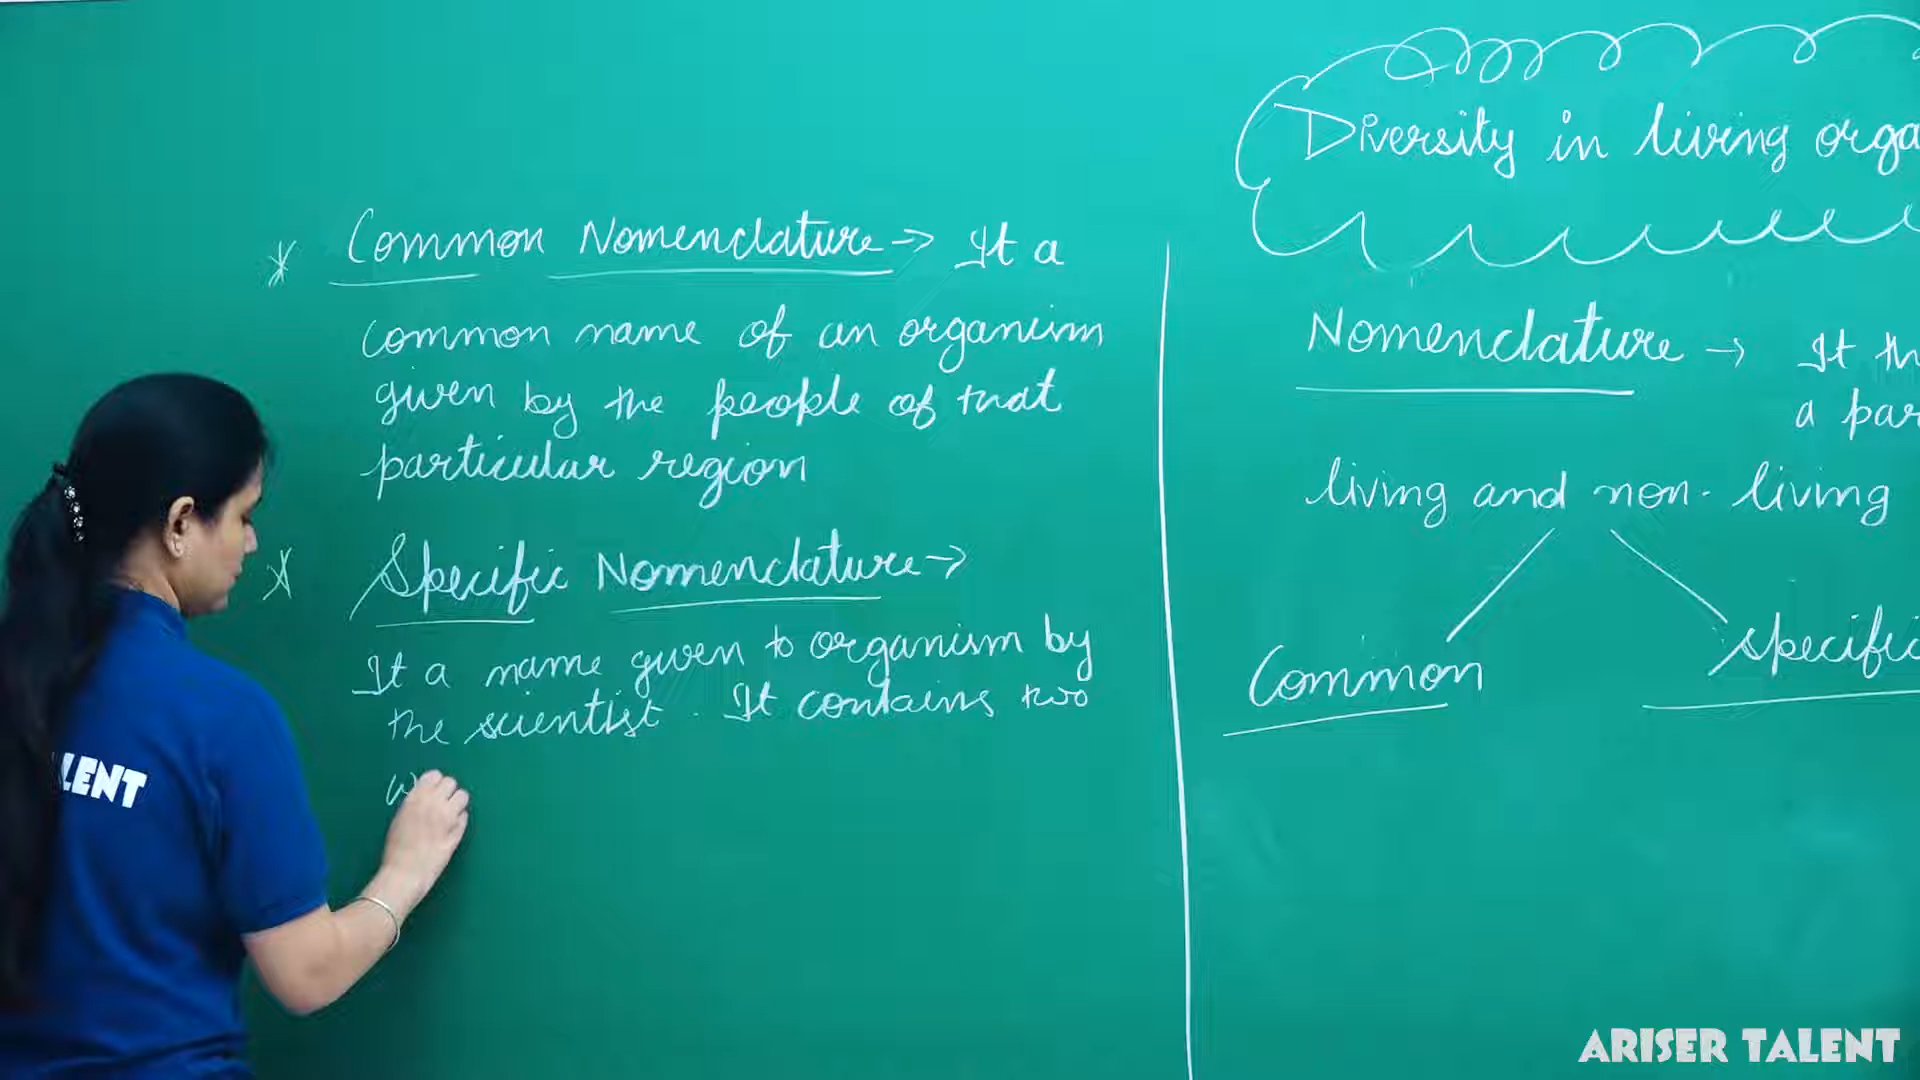 * Common Nomenclature → It a
common name of an organism
given by the people of that
particular region
* Specific Nomenclature →
It a name given to organism by
the scientist. It contains two
Diversity in living orga
Nomenclature → It th
a par
living and non-living
Common
specific
LENT
ARISER TALENT